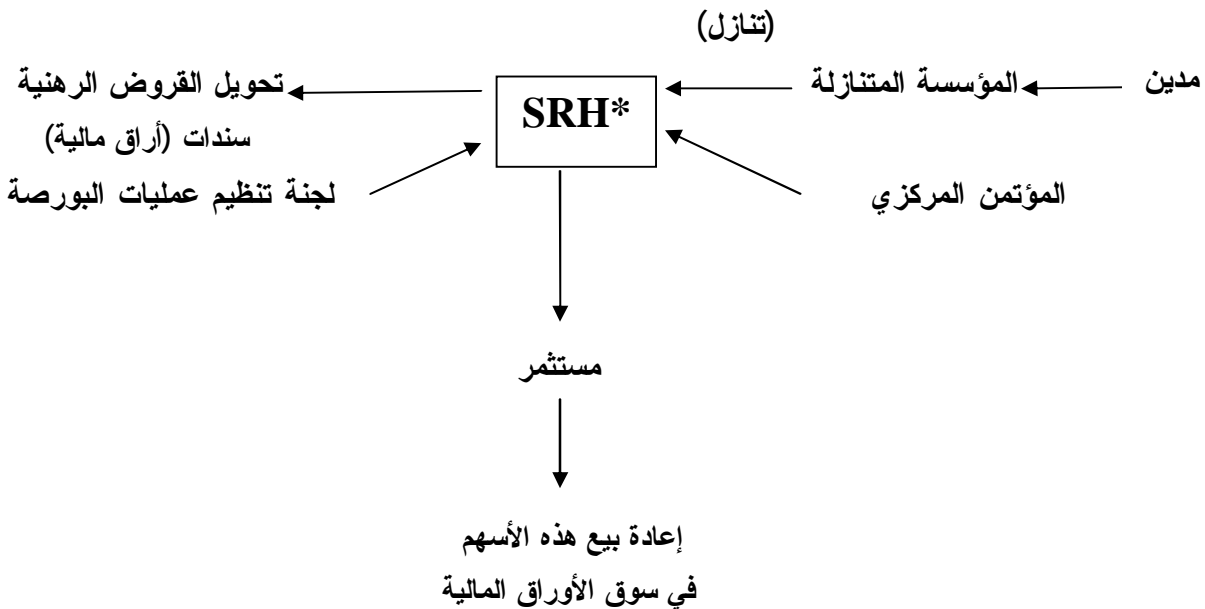 (تنازل)
مدين
المؤسسة المتنازلة
SRH*
تحويل القروض الرهنية
سندات (أراق مالية)
المؤتمن المركزي
لجنة تنظيم عمليات البورصة
مستثمر
إعادة بيع هذه الأسهم
في سوق الأوراق المالية